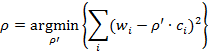 ρ = argmin_{ρ'} { ∑_i (w_i − ρ' · c_i)² }